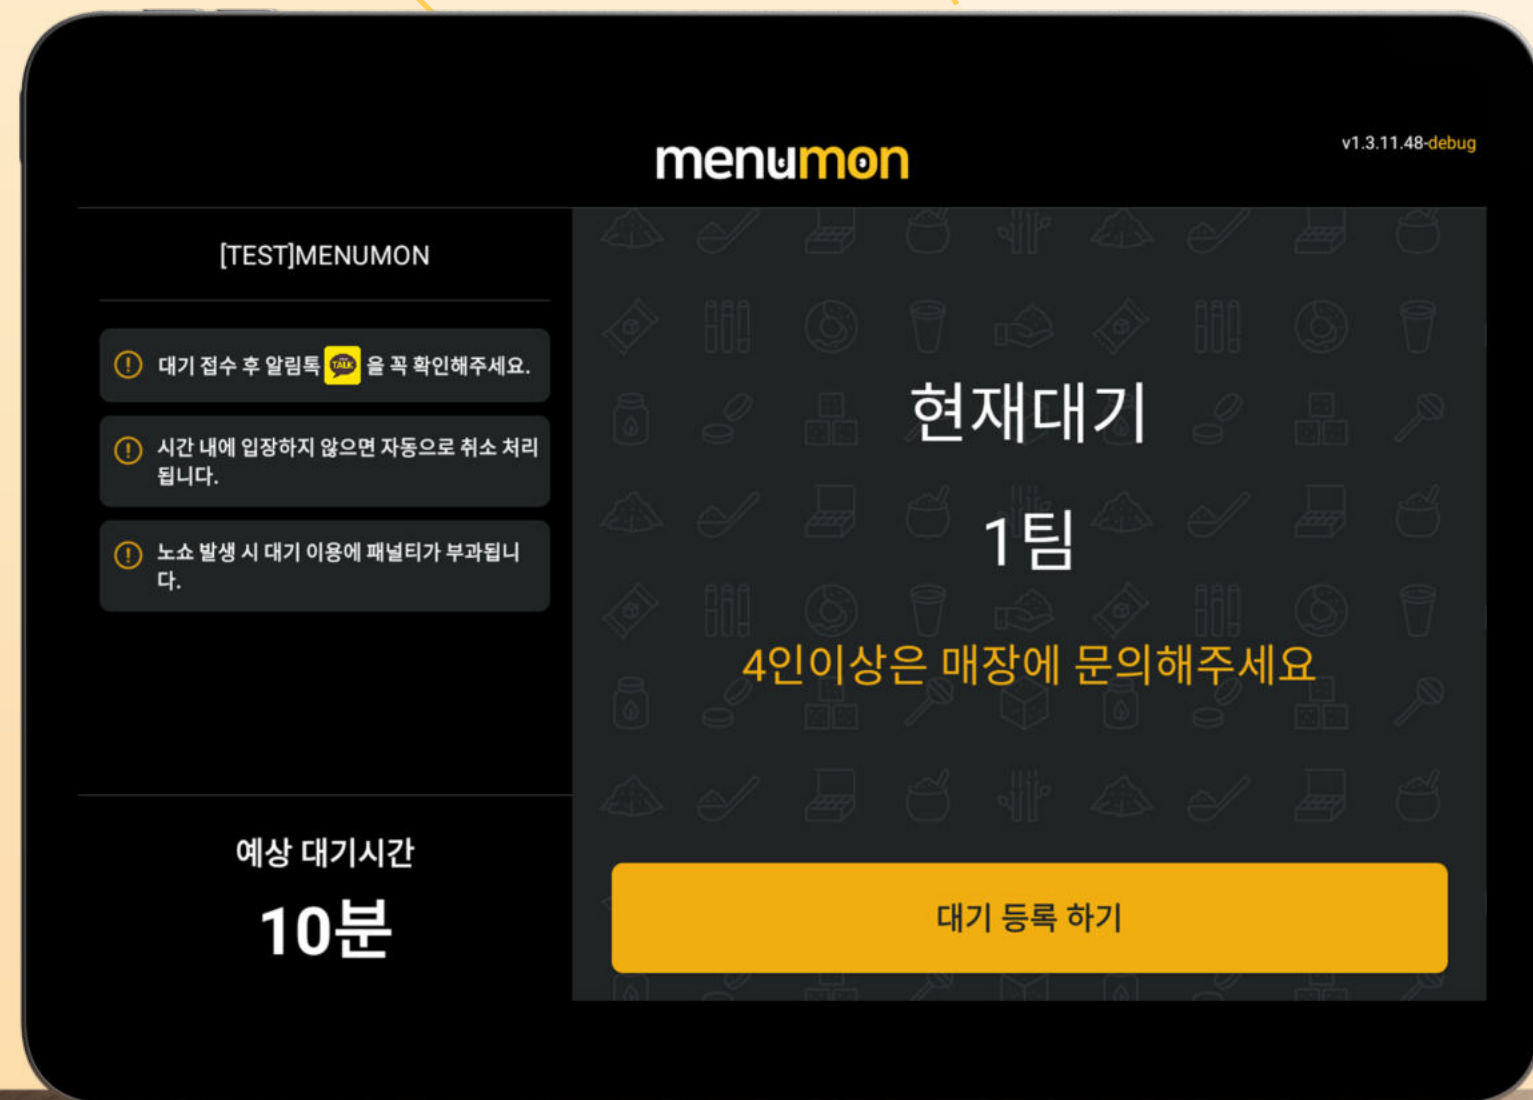 menumon
v1.3.11.48-debug
[TEST]MENUMON
대기 접수 후 알림톡 TALK 을 꼭 확인해주세요.
시간 내에 입장하지 않으면 자동으로 취소 처리
됩니다.
노쇼 발생 시 대기 이용에 패널티가 부과됩니
다.
예상 대기시간
10분
현재대기
1팀
4인이상은 매장에 문의해주세요
대기 등록 하기